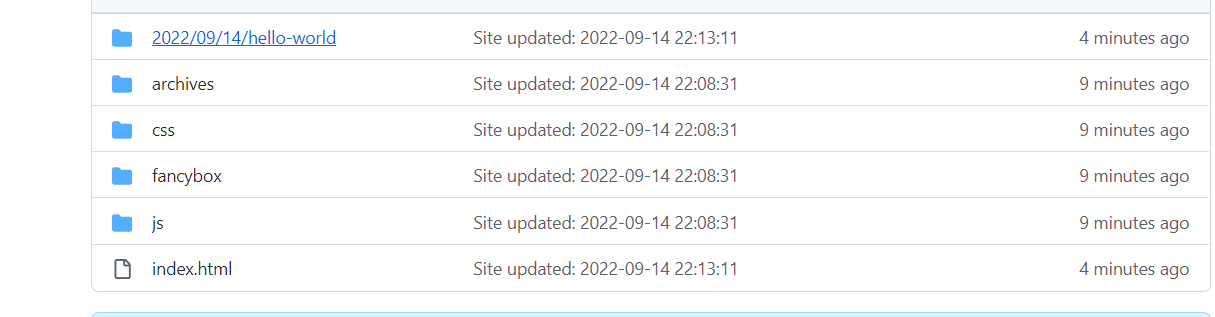 2022/09/14/hello-world Site updated: 2022-09-14 22:13:11 4 minutes ago
archives Site updated: 2022-09-14 22:08:31 9 minutes ago
css Site updated: 2022-09-14 22:08:31 9 minutes ago
fancybox Site updated: 2022-09-14 22:08:31 9 minutes ago
js Site updated: 2022-09-14 22:08:31 9 minutes ago
index.html Site updated: 2022-09-14 22:13:11 4 minutes ago